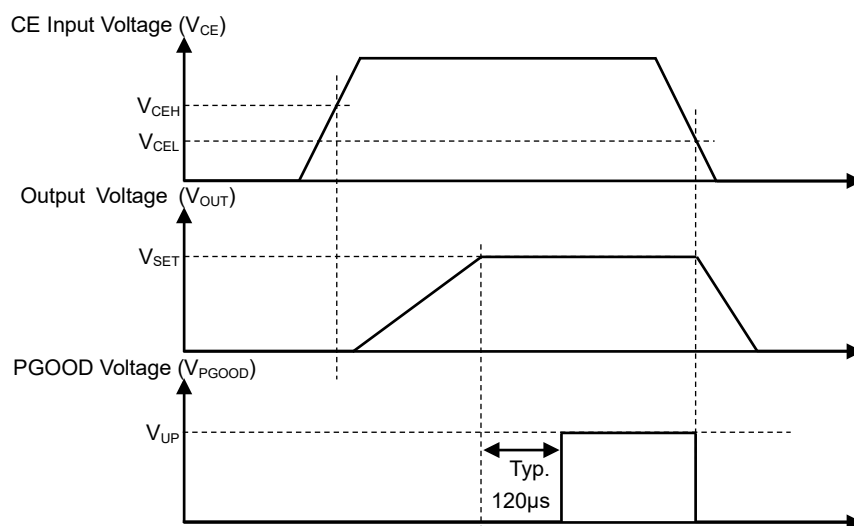 CE Input Voltage (VCE)
VCEH
VCEL
Output Voltage (VOUT)
VSET
PGOOD Voltage (VPGOOD)
VUP
Typ.
120μs